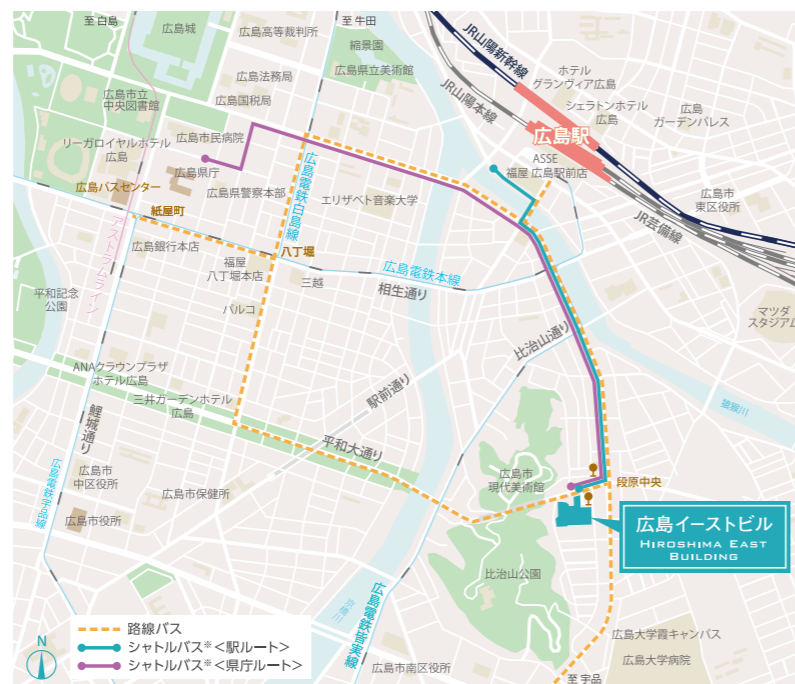 至 白島
広島城
広島高等裁判所
至 牛田
縮景園
広島県立美術館
JR山陽新幹線
JR山陽本線
ホテル
グランヴィア広島
シェラトンホテル
広島
広島
ガーデンパレス
広島法務局
広島国税局
広島市立
中央図書館
広島市民病院
リーガロイヤルホテル
広島
広島県庁
広島駅
ASSE
福屋 広島駅前店
広島バスセンター
広島県警察本部
エリザベト音楽大学
広島電鉄白島線
広島市
東区役所
JR芸備線
紙屋町
アストラムライン
広島銀行本店
八丁堀
福屋
八丁堀本店
広島電鉄本線
三越
相生通り
平和記念
公園
パルコ
比治山通り
マツダ
スタジアム
ANAクラウンプラザ
ホテル広島
三井ガーデンホテル
広島
駅前通り
猿猴川
鯉城通り
平和大通り
広島電鉄宇品線
広島市
中区役所
広島市保健所
広島市
現代美術館
段原中央
広島市役所
広島イーストビル
HIROSHIMA EAST
BUILDING
比治山公園
京橋川
広島電鉄皆実線
N
路線バス
シャトルバス※<駅ルート>
シャトルバス※<県庁ルート>
広島大学霞キャンパス
広島大学病院
広島市南区役所
至 宇品